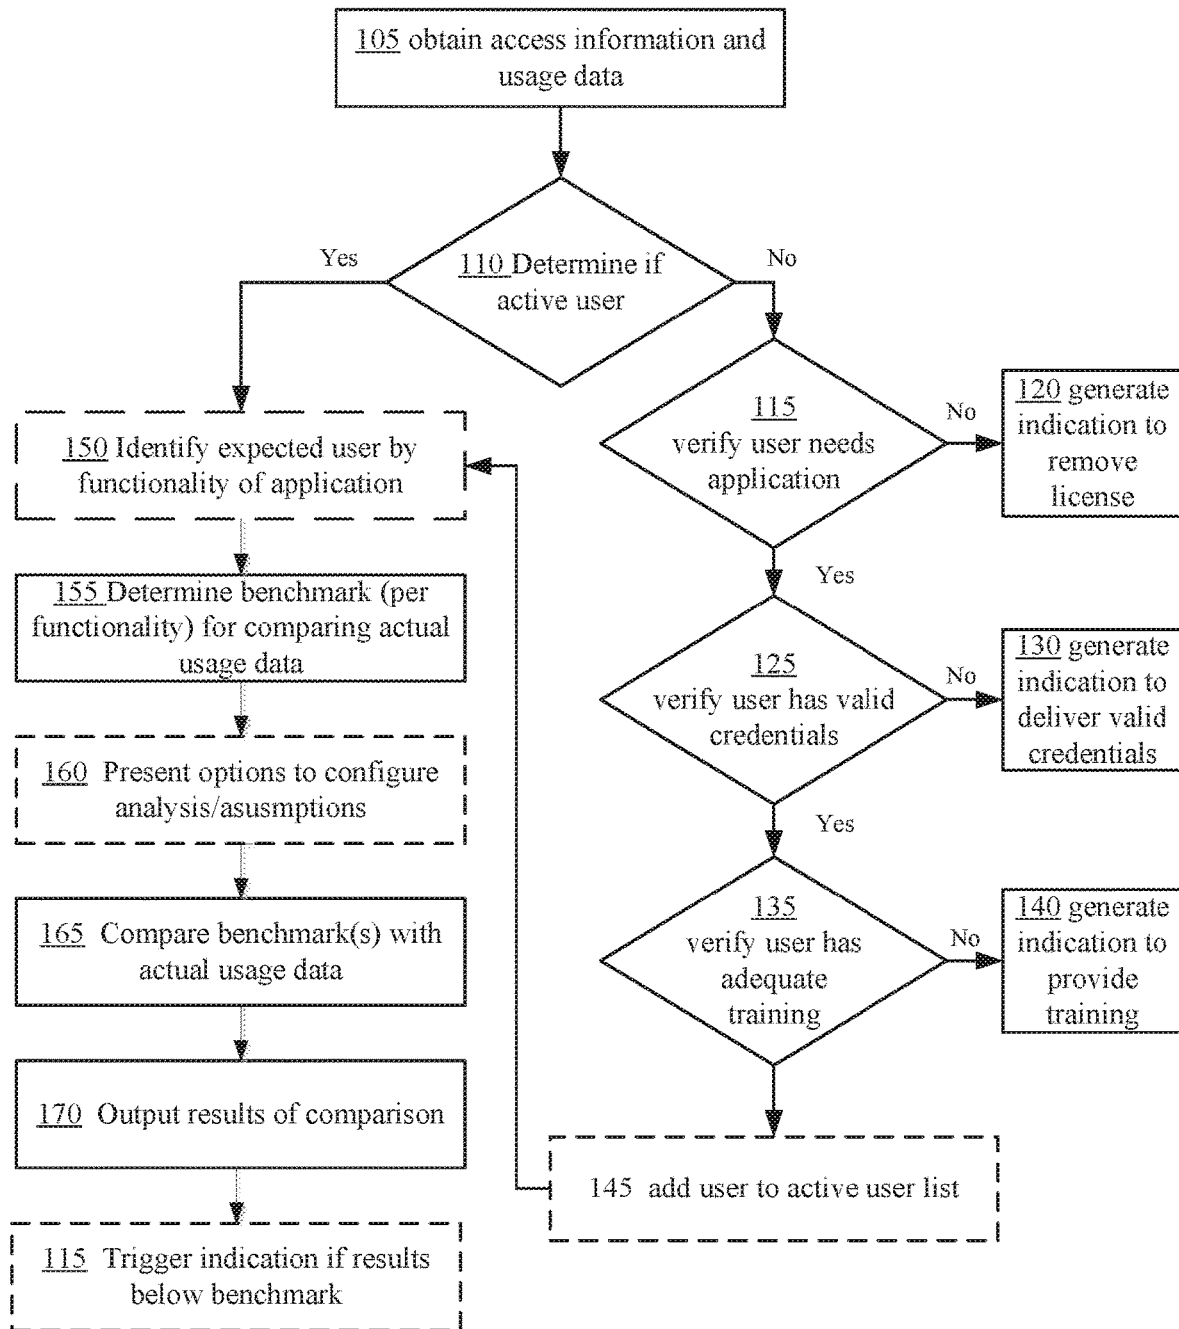 105 obtain access information and
usage data
Yes
110 Determine if
active user
No
115
verify user needs
application
No
120 generate
indication to
remove
license
150 Identify expected user by
functionality of application
Yes
155 Determine benchmark (per
functionality) for comparing actual
usage data
125
verify user has valid
credentials
No
130 generate
indication to
deliver valid
credentials
160 Present options to configure
analysis/asusmptions
Yes
165 Compare benchmark(s) with
actual usage data
135
verify user has
adequate
training
No
140 generate
indication to
provide
training
170 Output results of comparison
145 add user to active user list
115 Trigger indication if results
below benchmark